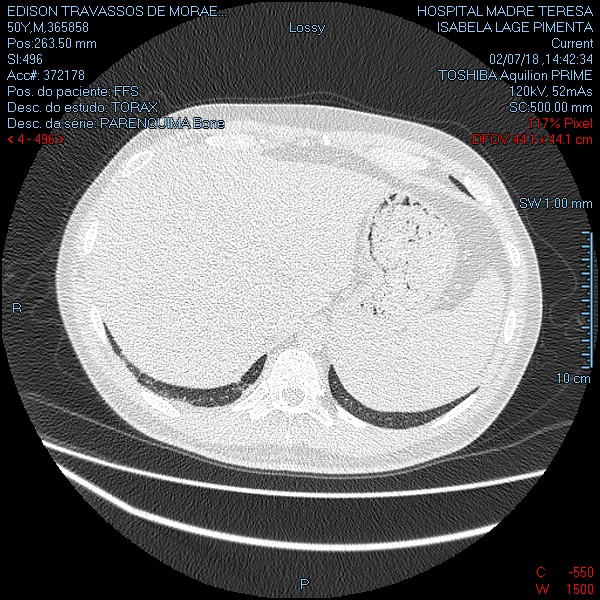 EDISON TRAVASSOS DE MORAE...
50Y,M,365858
Pos:263.50 mm
SI:496
Acc#: 372178
Pos. do paciente: FFS
Desc. do estudo: TORAX
Desc. da série: PARENQUIMA Bone
< 4 - 496 >
Lossy
HOSPITAL MADRE TERESA
ISABELA LAGE PIMENTA
Current
02/07/18 ,14:42:34
TOSHIBA Aquilion PRIME
120kV, 52mAs
SC:500.00 mm
117% Pixel
DFOV 44.1 x 44.1 cm
SW 1.00 mm
R
10 cm
P
C -550
W 1500